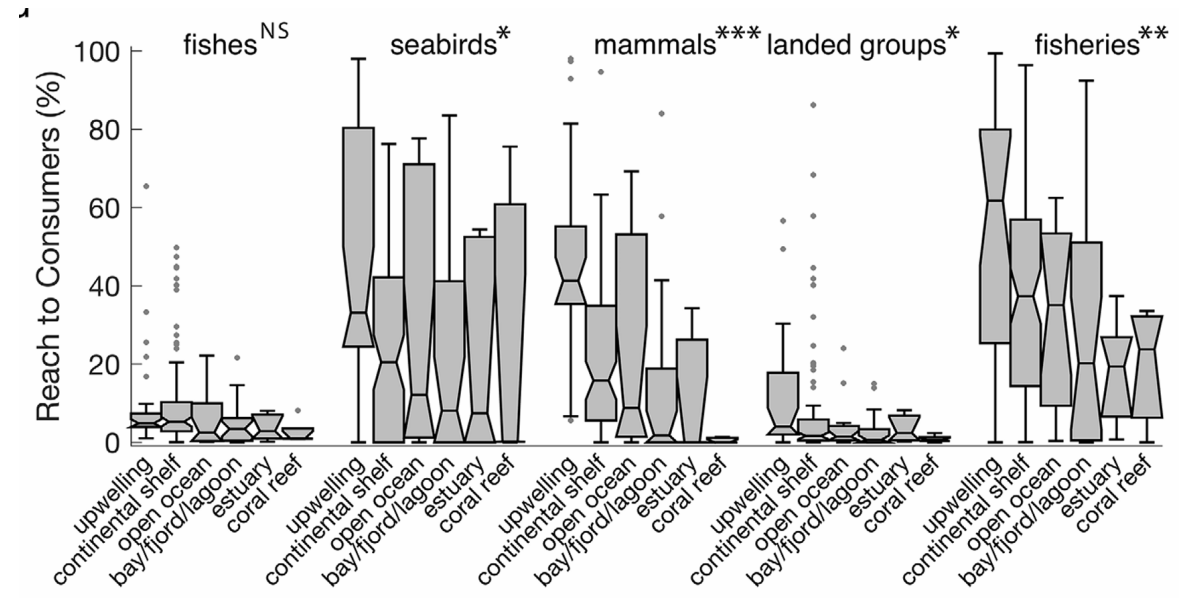 fishes NS seabirds* mammals*** landed groups* fisheries**
Reach to Consumers (%)
100
80
60
40
20
0
upwelling
continental shelf
open ocean
bay/fjord/lagoon
estuary
coral reef
upwelling
continental shelf
open ocean
bay/fjord/lagoon
estuary
coral reef
upwelling
continental shelf
open ocean
bay/fjord/lagoon
estuary
coral reef
upwelling
continental shelf
open ocean
bay/fjord/lagoon
estuary
coral reef
upwelling
continental shelf
open ocean
bay/fjord/lagoon
estuary
coral reef